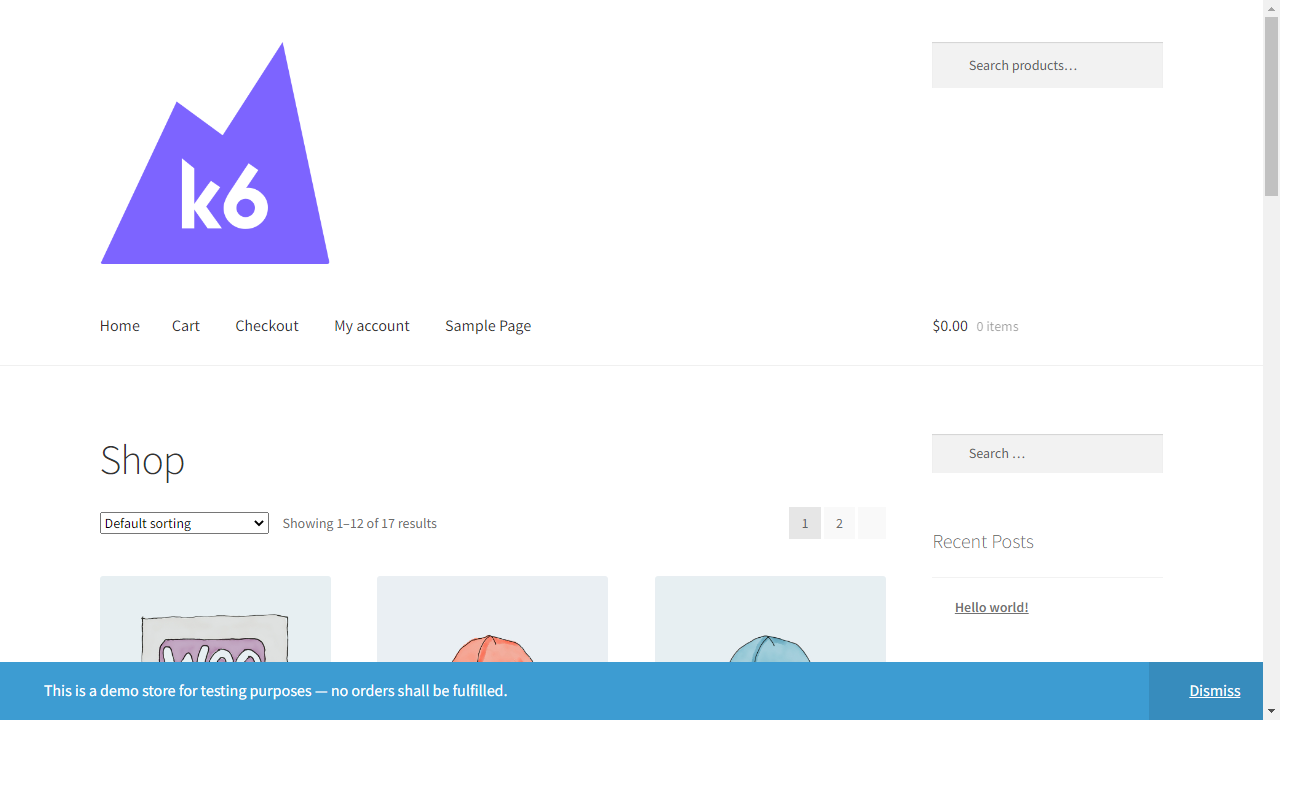 Search products…
k6
Home Cart Checkout My account Sample Page $0.00 0 items
Shop
Search …
Default sorting Showing 1–12 of 17 results 1 2
Recent Posts
Hello world!
WOO
This is a demo store for testing purposes — no orders shall be fulfilled. Dismiss